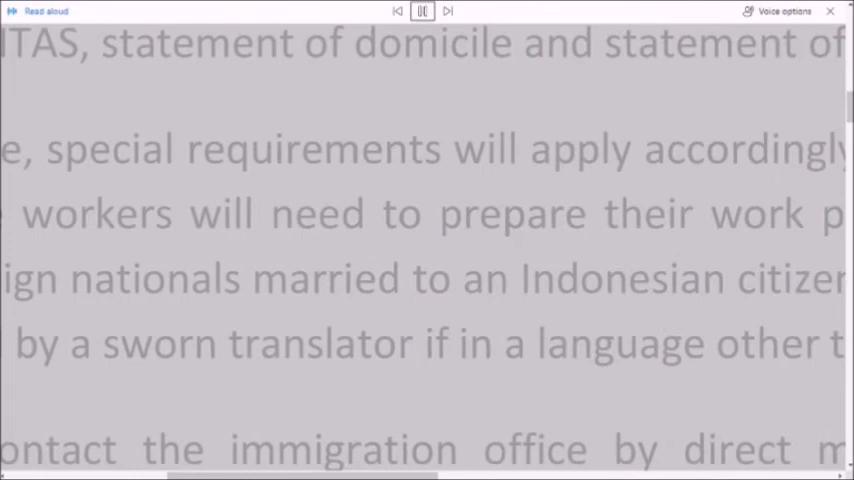 Read aloud
Voice options
ITAS, statement of domicile and statement of
e, special requirements will apply accordingly
workers will need to prepare their work p
ign nationals married to an Indonesian citizen
by a sworn translator if in a language other t
ontact the immigration office by direct m